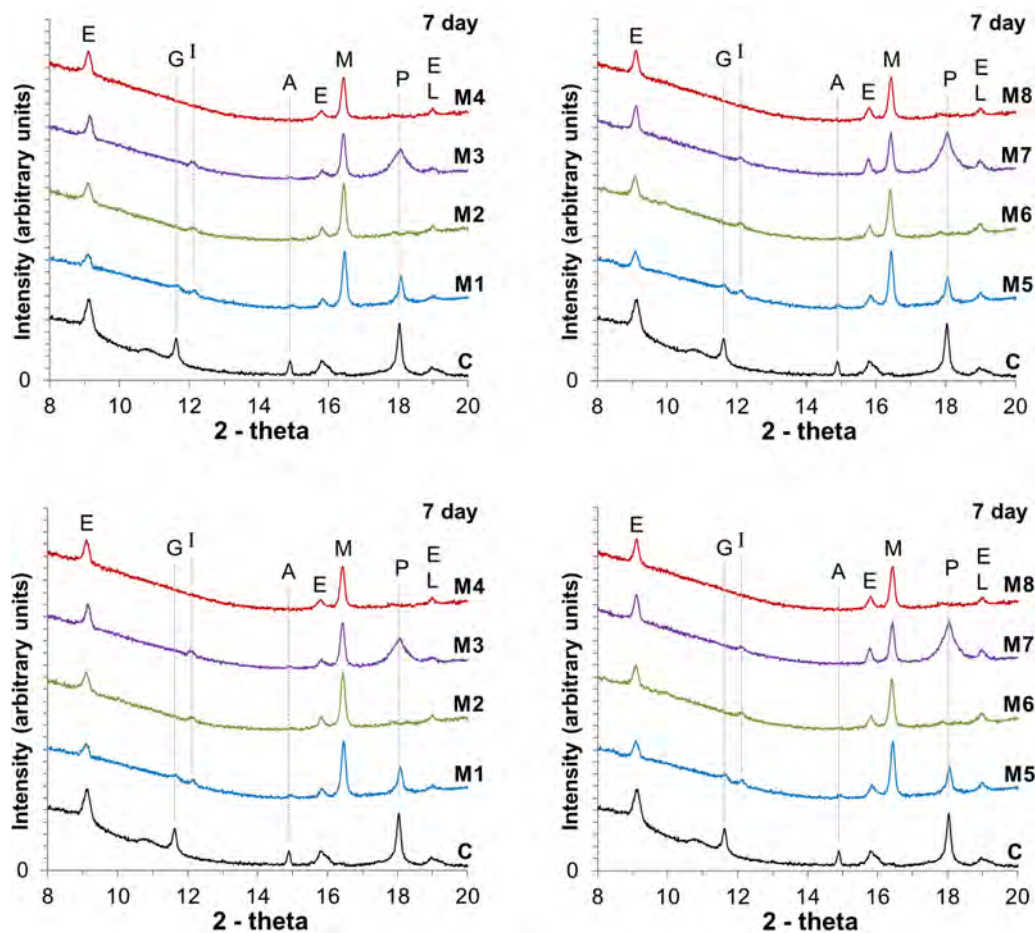 7 day
E
G
I
A
E
M
P
E
L
M4
M3
M2
M1
C
Intensity (arbitrary units)
0
8 10 12 14 16 18 20
2 - theta
7 day
E
G
I
A
E
M
P
E
L
M8
M7
M6
M5
C
Intensity (arbitrary units)
0
8 10 12 14 16 18 20
2 - theta
7 day
E
G
I
A
E
M
P
E
L
M4
M3
M2
M1
C
Intensity (arbitrary units)
0
8 10 12 14 16 18 20
2 - theta
7 day
E
G
I
A
E
M
P
E
L
M8
M7
M6
M5
C
Intensity (arbitrary units)
0
8 10 12 14 16 18 20
2 - theta